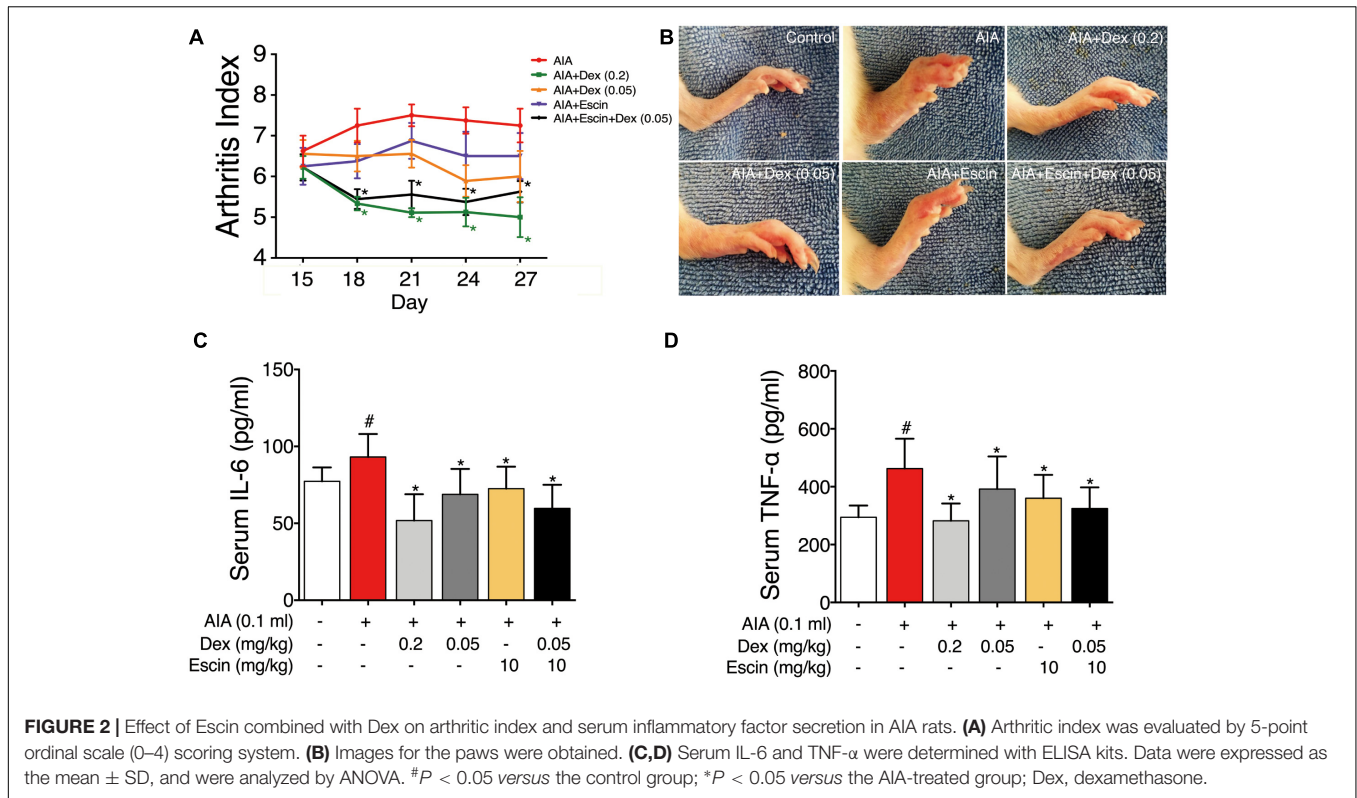 A
Arthritis Index
9
8
7
6
5
4
15 18 21 24 27
Day
AIA
AIA+Dex (0.2)
AIA+Dex (0.05)
AIA+Escin
AIA+Escin+Dex (0.05)
* * * *
* * * *
B
Control
AIA
AIA+Dex (0.2)
AIA+Dex (0.05)
AIA+Escin
AIA+Escin+Dex (0.05)
C
Serum IL-6 (pg/ml)
150
100
50
0
# * * * *
AIA (0.1 ml) - + + + + +
Dex (mg/kg) - - 0.2 0.05 - 0.05
Escin (mg/kg) - - - - 10 10
D
Serum TNF-α (pg/ml)
800
600
400
200
0
# * * * *
AIA (0.1 ml) - + + + + +
Dex (mg/kg) - - 0.2 0.05 - 0.05
Escin (mg/kg) - - - - 10 10
FIGURE 2 | Effect of Escin combined with Dex on arthritic index and serum inflammatory factor secretion in AIA rats. (A) Arthritic index was evaluated by 5-point
ordinal scale (0–4) scoring system. (B) Images for the paws were obtained. (C,D) Serum IL-6 and TNF-α were determined with ELISA kits. Data were expressed as
the mean ± SD, and were analyzed by ANOVA. #P < 0.05 versus the control group; *P < 0.05 versus the AIA-treated group; Dex, dexamethasone.